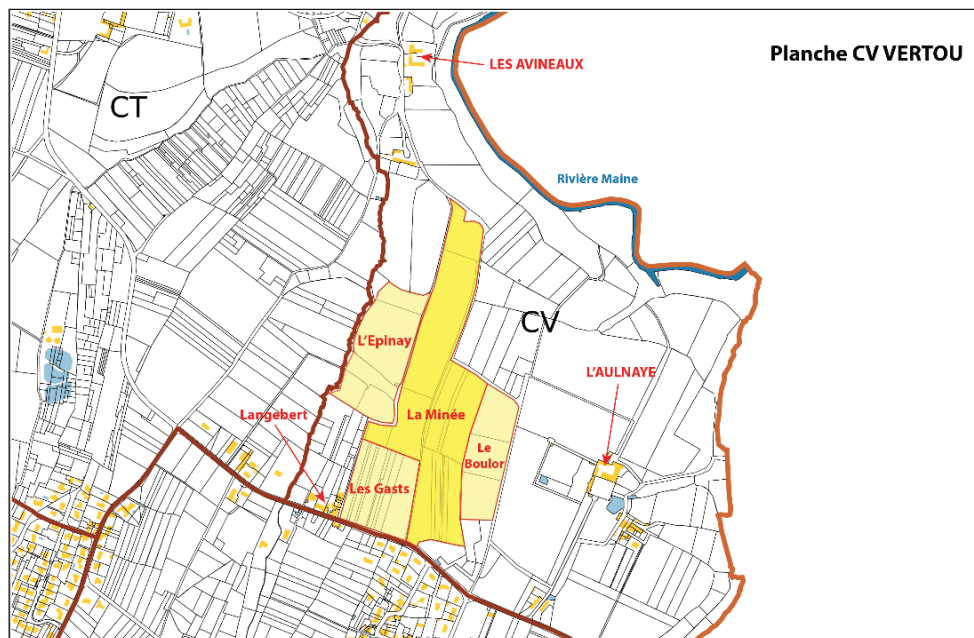 Planche CV VERTOU
LES AVINEAUX
CT
Rivière Maine
CV
L'Epinay
L'AULNAYE
Langebert
La Minée
Le
Boulor
Les Gasts